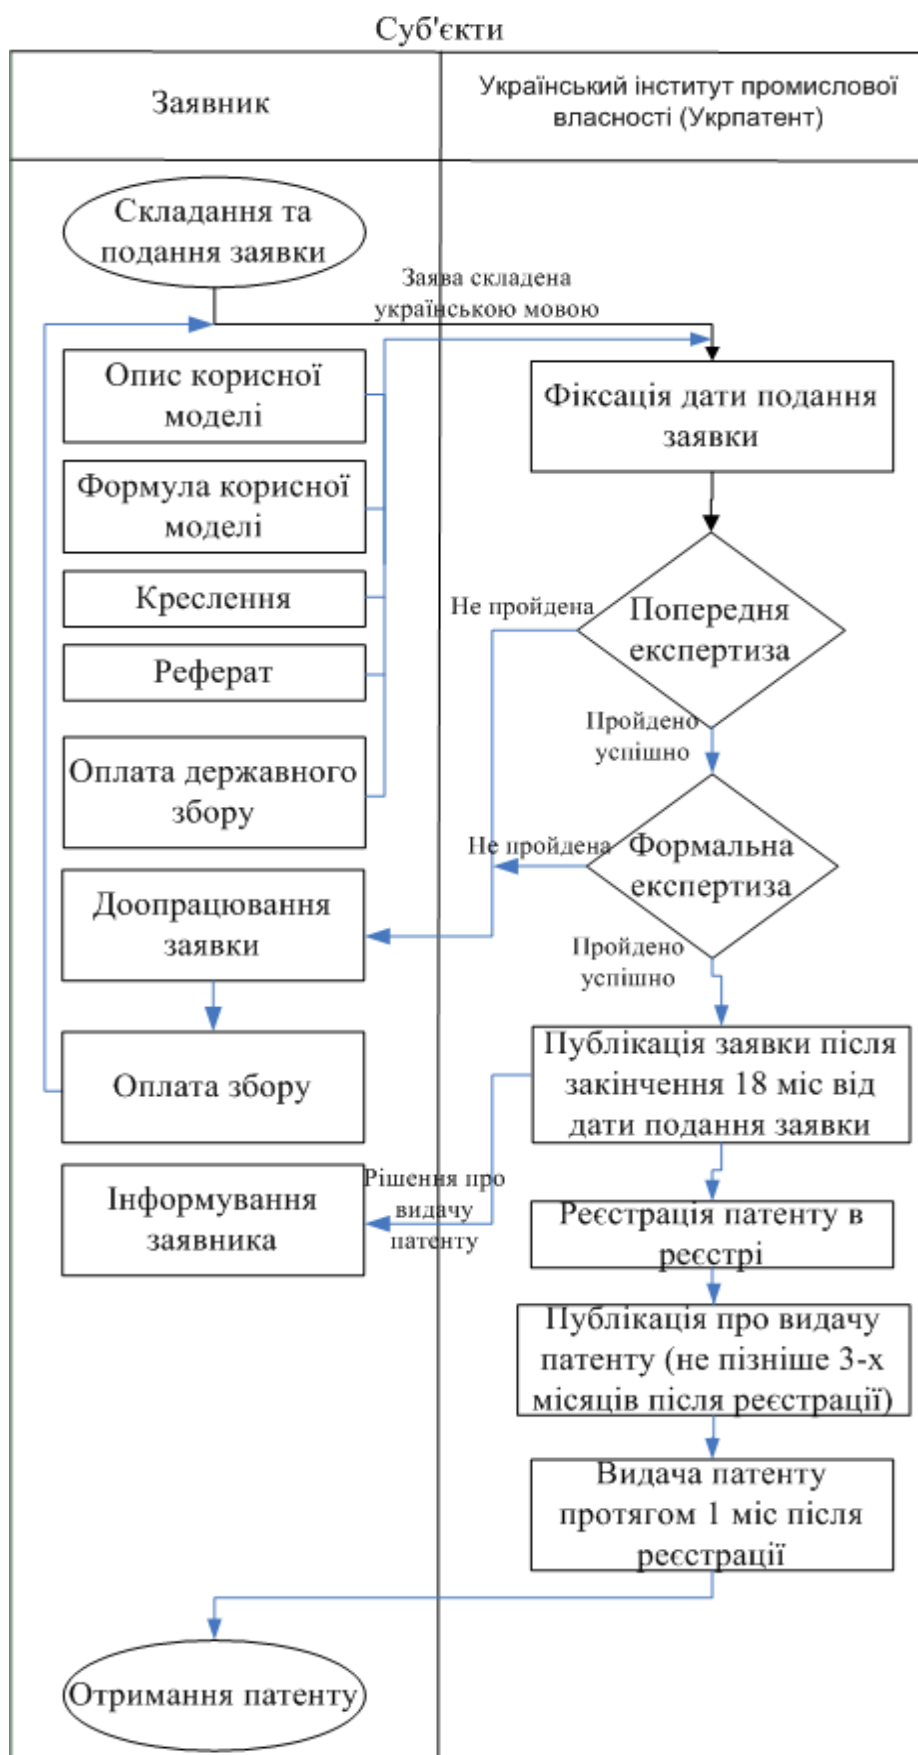 Суб'єкти
Заявник
Український інститут промислової
власності (Укрпатент)
Складання та
подання заявки
Заява складена
українською мовою
Опис корисної
моделі
Фіксація дати подання
заявки
Формула корисної
моделі
Креслення
Реферат
Оплата державного
збору
Не пройдена
Попередня
експертиза
Пройдено
успішно
Не пройдена
Формальна
експертиза
Доопрацювання
заявки
Пройдено
успішно
Оплата збору
Публікація заявки після
закінчення 18 міс від
дати подання заявки
Інформування
заявника
Рішення про
видачу
патенту
Реєстрація патенту в
реєстрі
Публікація про видачу
патенту (не пізніше 3-х
місяців після реєстрації)
Видача патенту
протягом 1 міс після
реєстрації
Отримання патенту